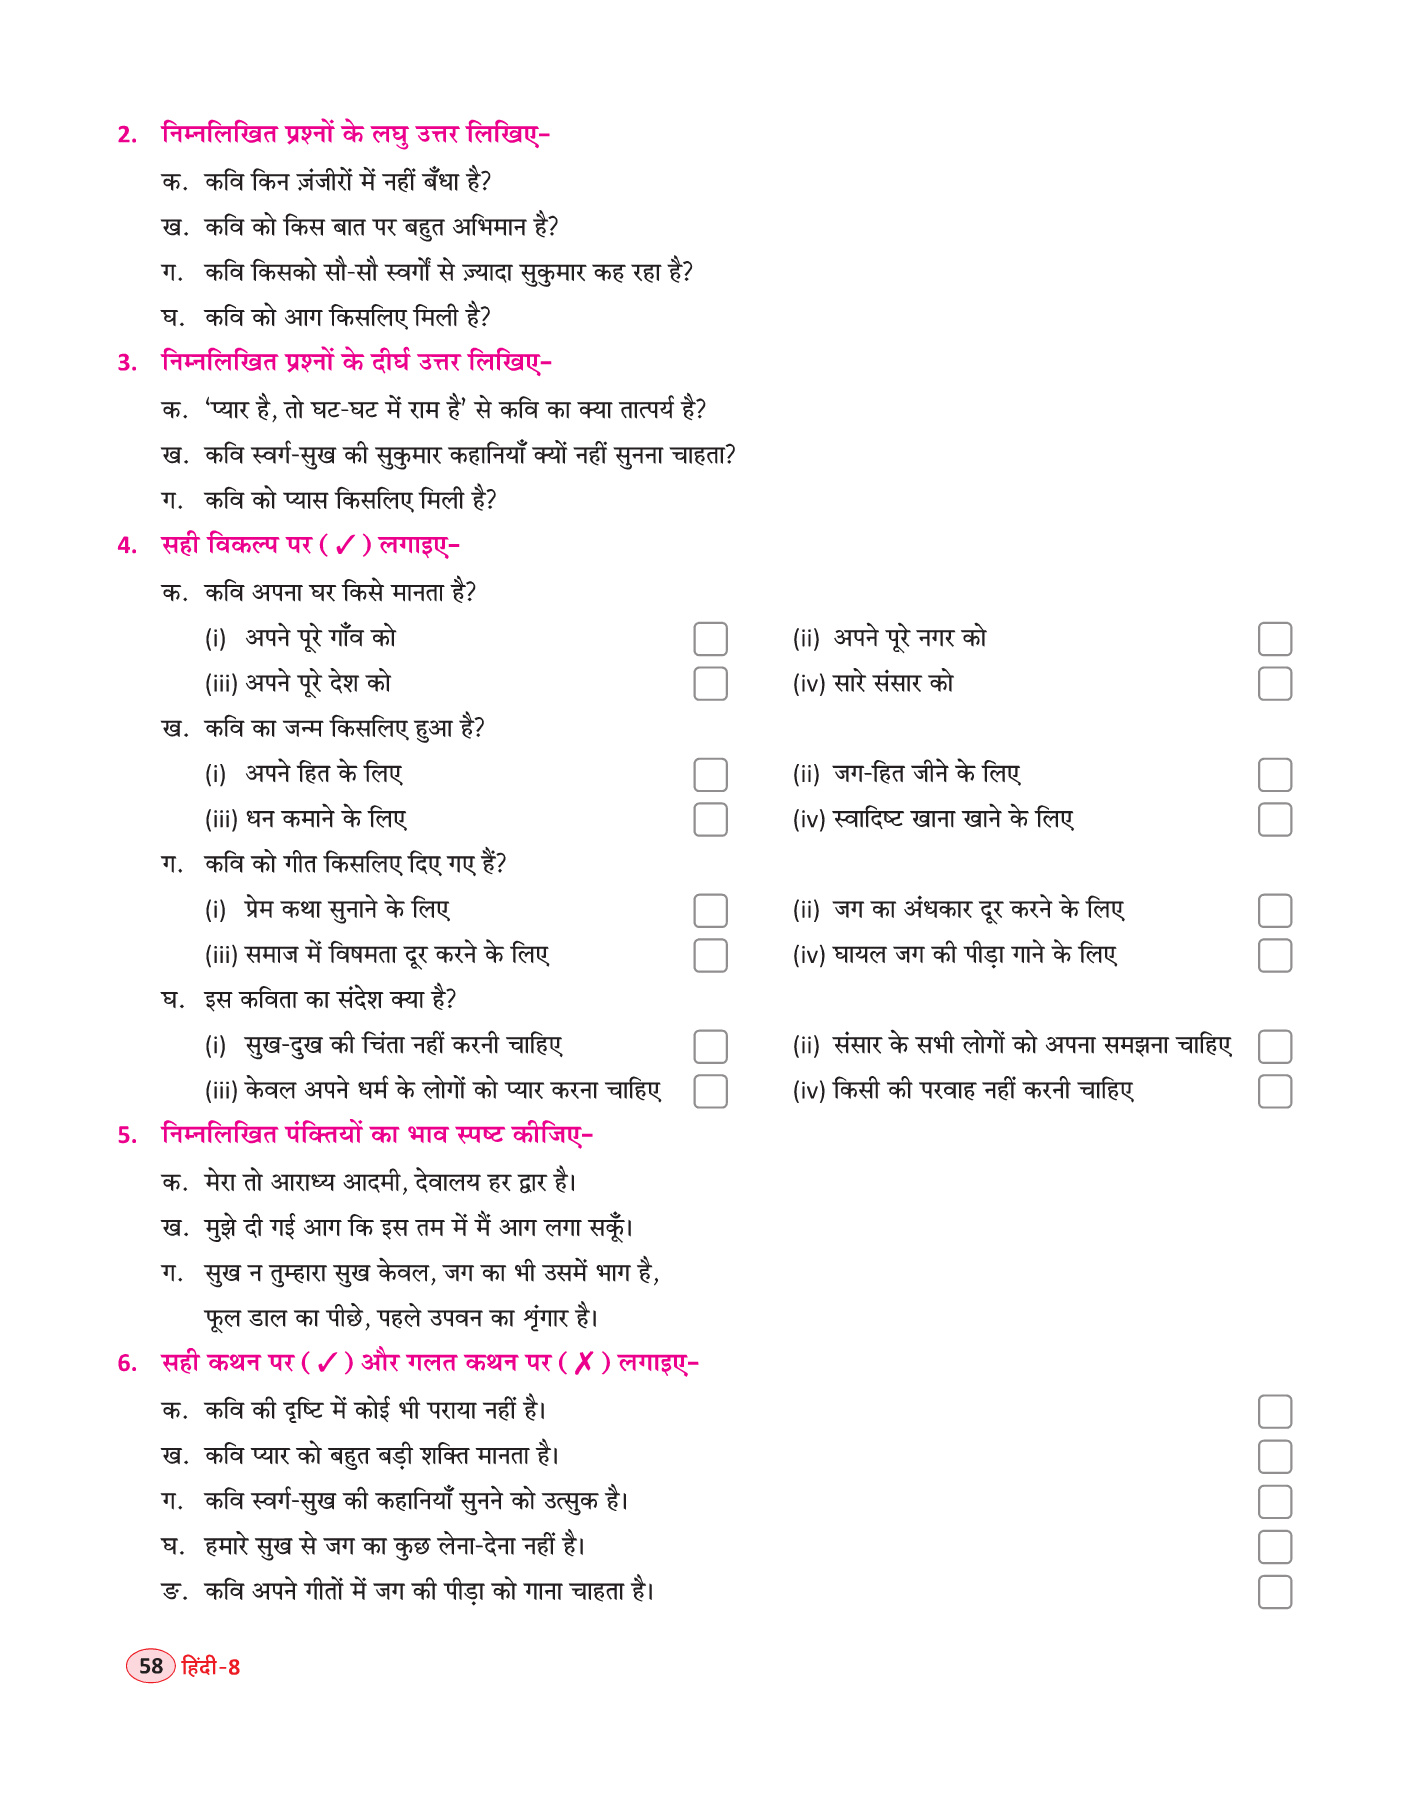 2. निम्नलिखित प्रश्नों के लघु उत्तर लिखिए–
क. कवि किन ज़ंजीरों में नहीं बँधा है?
ख. कवि को किस बात पर बहुत अभिमान है?
ग. कवि किसको सौ-सौ स्वर्गों से ज़्यादा सुकुमार कह रहा है?
घ. कवि को आग किसलिए मिली है?
3. निम्नलिखित प्रश्नों के दीर्घ उत्तर लिखिए–
क. ‘प्यार है, तो घट-घट में राम है’ से कवि का क्या तात्पर्य है?
ख. कवि स्वर्ग-सुख की सुकुमार कहानियाँ क्यों नहीं सुनना चाहता?
ग. कवि को प्यास किसलिए मिली है?
4. सही विकल्प पर (✓) लगाइए–
क. कवि अपना घर किसे मानता है?
(i) अपने पूरे गाँव को (ii) अपने पूरे नगर को
(iii) अपने पूरे देश को (iv) सारे संसार को
ख. कवि का जन्म किसलिए हुआ है?
(i) अपने हित के लिए (ii) जग-हित जीने के लिए
(iii) धन कमाने के लिए (iv) स्वादिष्ट खाना खाने के लिए
ग. कवि को गीत किसलिए दिए गए हैं?
(i) प्रेम कथा सुनाने के लिए (ii) जग का अंधकार दूर करने के लिए
(iii) समाज में विषमता दूर करने के लिए (iv) घायल जग की पीड़ा गाने के लिए
घ. इस कविता का संदेश क्या है?
(i) सुख-दुख की चिंता नहीं करनी चाहिए (ii) संसार के सभी लोगों को अपना समझना चाहिए
(iii) केवल अपने धर्म के लोगों को प्यार करना चाहिए (iv) किसी की परवाह नहीं करनी चाहिए
5. निम्नलिखित पंक्तियों का भाव स्पष्ट कीजिए–
क. मेरा तो आराध्य आदमी, देवालय हर द्वार है।
ख. मुझे दी गई आग कि इस तम में मैं आग लगा सकूँ।
ग. सुख न तुम्हारा सुख केवल, जग का भी उसमें भाग है,
फूल डाल का पीछे, पहले उपवन का शृंगार है।
6. सही कथन पर (✓) और गलत कथन पर (✗) लगाइए–
क. कवि की दृष्टि में कोई भी पराया नहीं है।
ख. कवि प्यार को बहुत बड़ी शक्ति मानता है।
ग. कवि स्वर्ग-सुख की कहानियाँ सुनने को उत्सुक है।
घ. हमारे सुख से जग का कुछ लेना-देना नहीं है।
ङ. कवि अपने गीतों में जग की पीड़ा को गाना चाहता है।
58 हिंदी-8